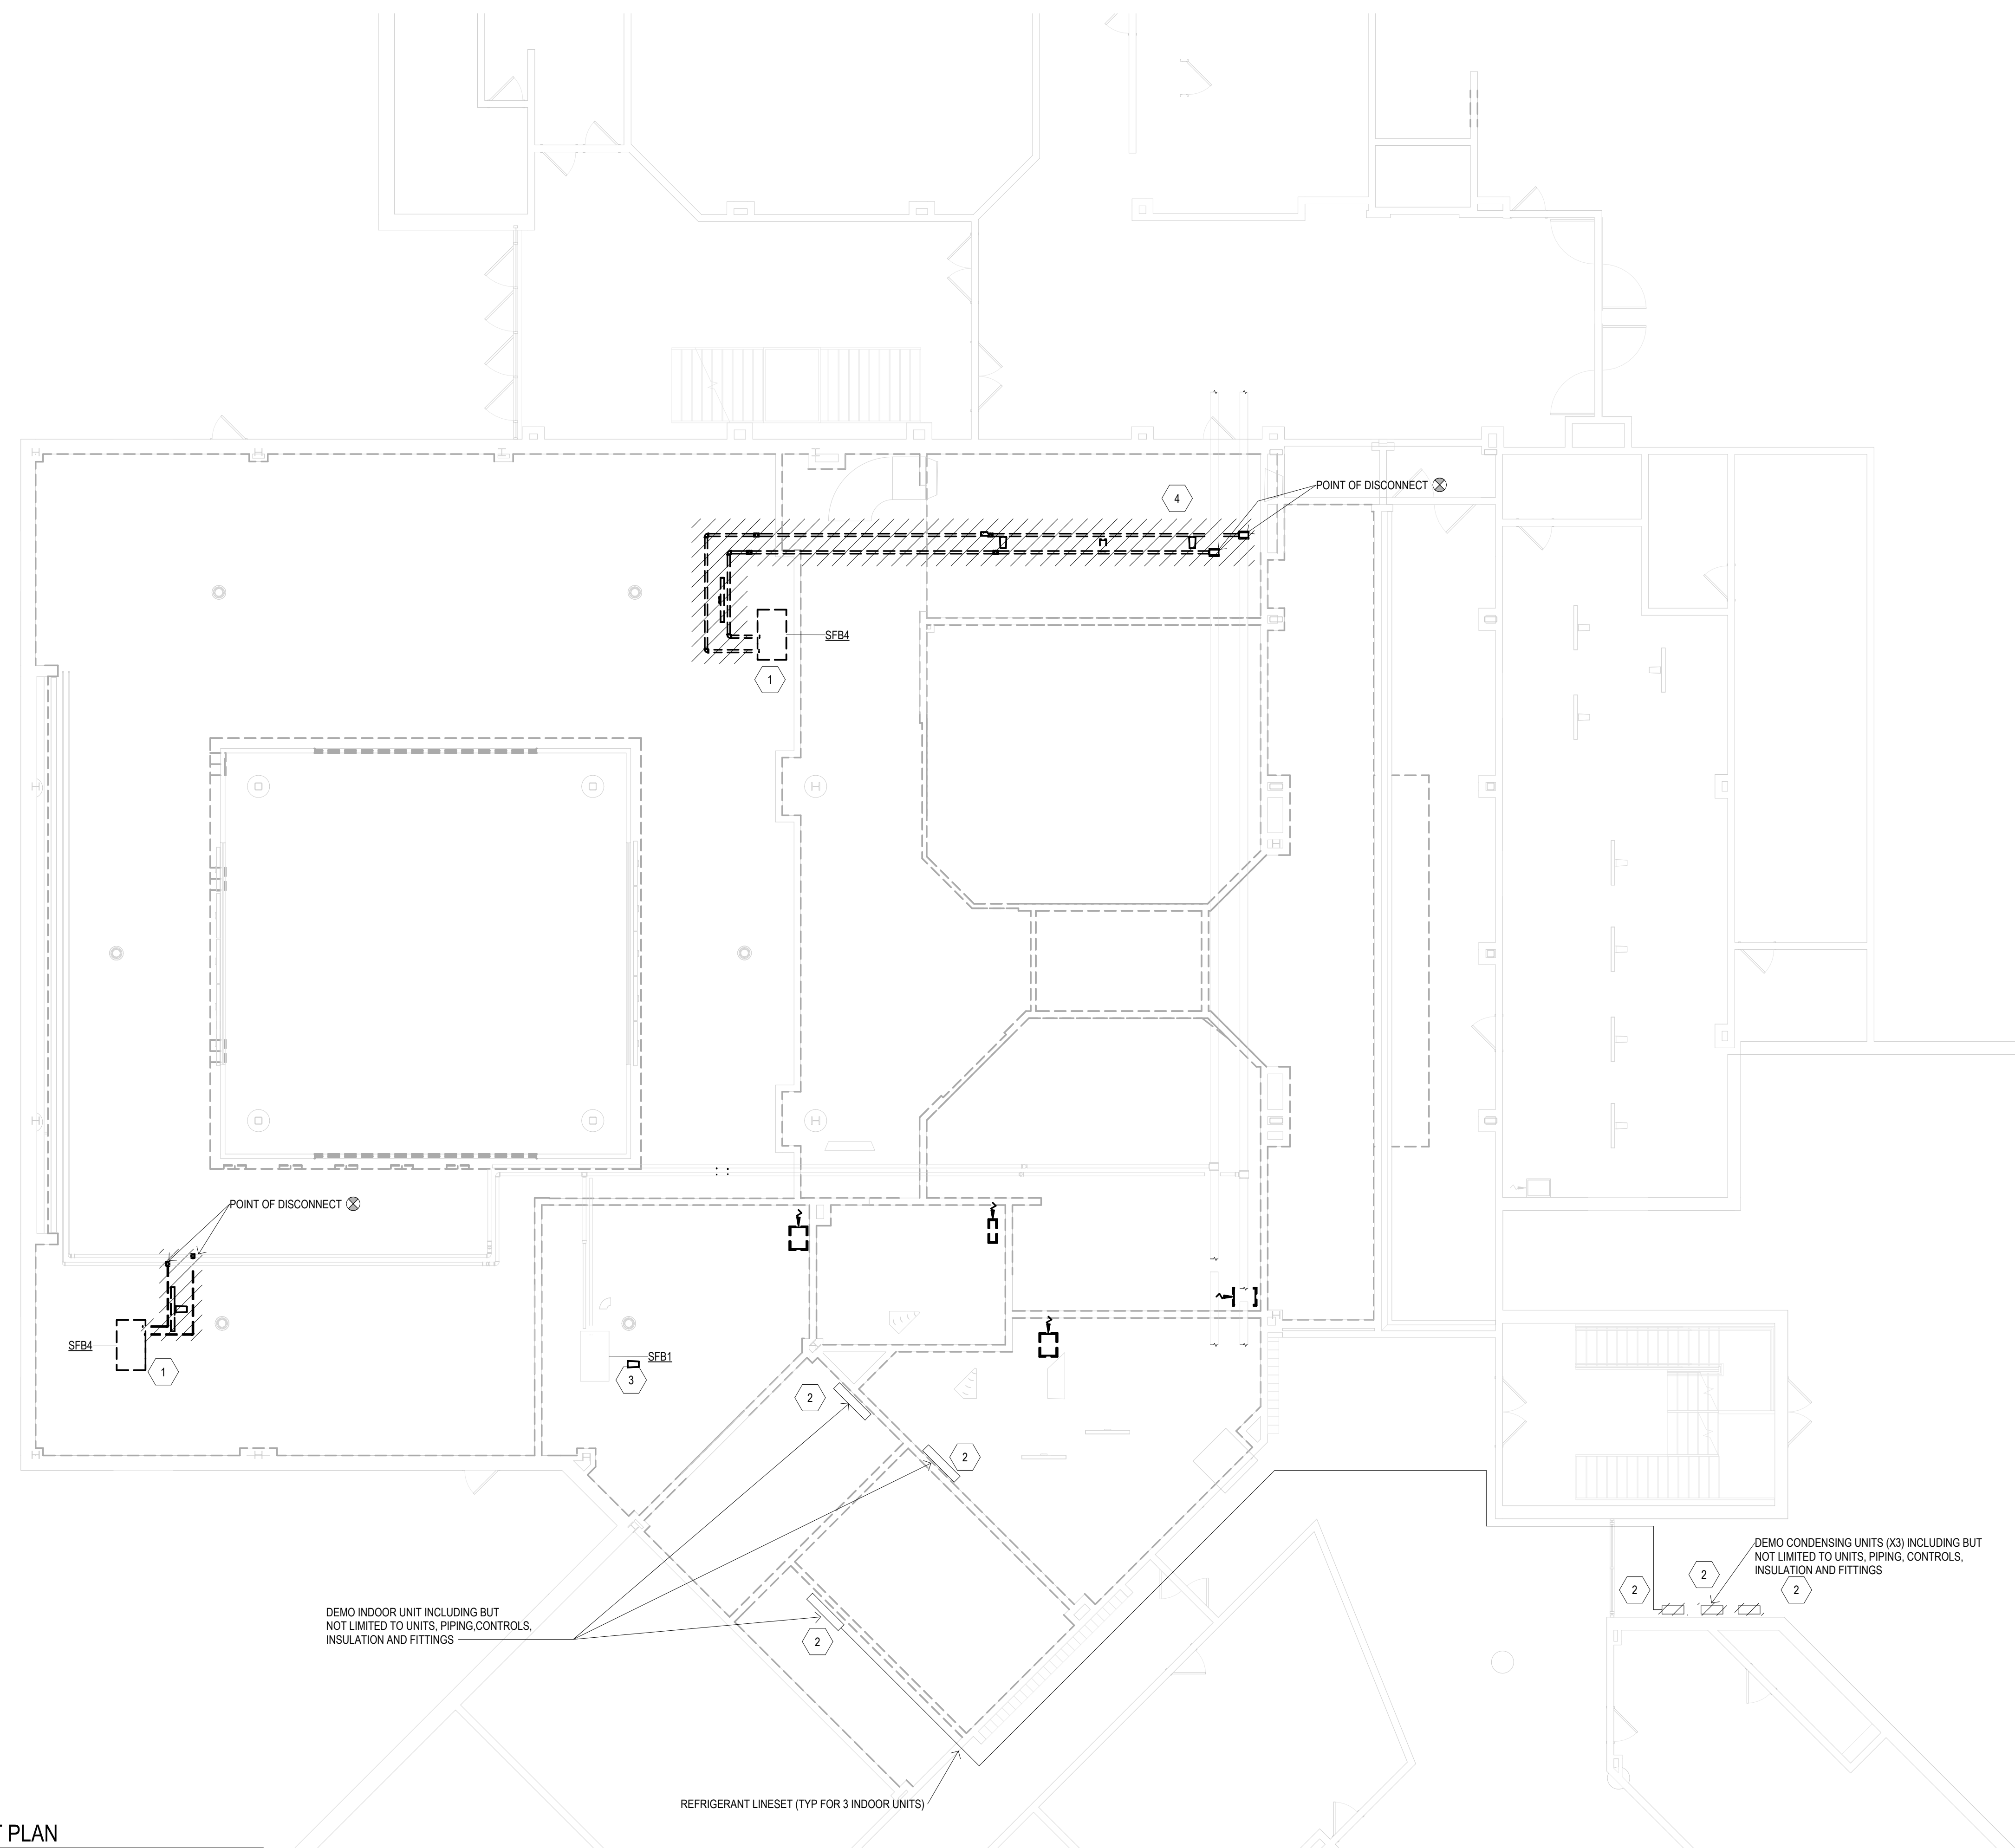 4
POINT OF DISCONNECT
SFB4
1
POINT OF DISCONNECT
SFB4
1
SFB1
3
2
2
DEMO CONDENSING UNITS (X3) INCLUDING BUT
NOT LIMITED TO UNITS, PIPING, CONTROLS,
INSULATION AND FITTINGS
2
2
2
DEMO INDOOR UNIT INCLUDING BUT
NOT LIMITED TO UNITS, PIPING,CONTROLS,
INSULATION AND FITTINGS
2
REFRIGERANT LINESET (TYP FOR 3 INDOOR UNITS)
PLAN